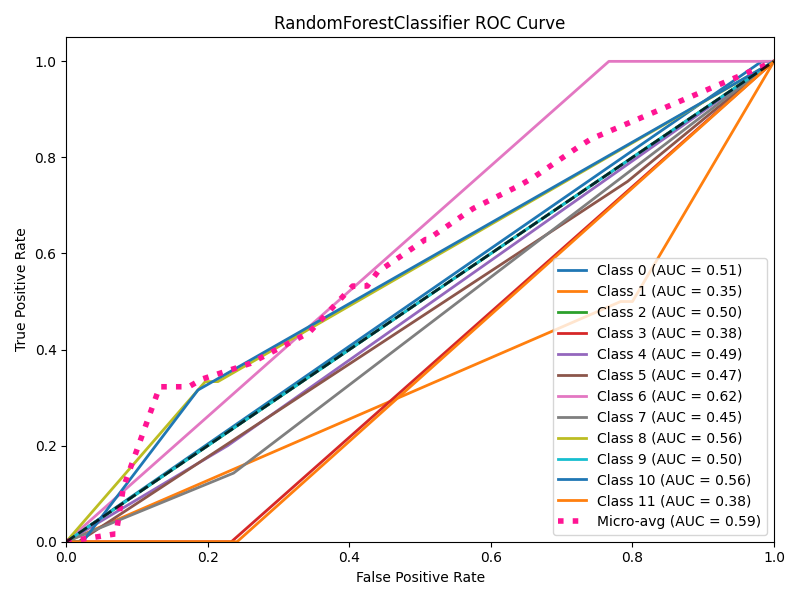 RandomForestClassifier ROC Curve
True Positive Rate
1.0
0.8
0.6
0.4
0.2
0.0
Class 0 (AUC = 0.51)
Class 1 (AUC = 0.35)
Class 2 (AUC = 0.50)
Class 3 (AUC = 0.38)
Class 4 (AUC = 0.49)
Class 5 (AUC = 0.47)
Class 6 (AUC = 0.62)
Class 7 (AUC = 0.45)
Class 8 (AUC = 0.56)
Class 9 (AUC = 0.50)
Class 10 (AUC = 0.56)
Class 11 (AUC = 0.38)
Micro-avg (AUC = 0.59)
0.0 0.2 0.4 0.6 0.8 1.0
False Positive Rate